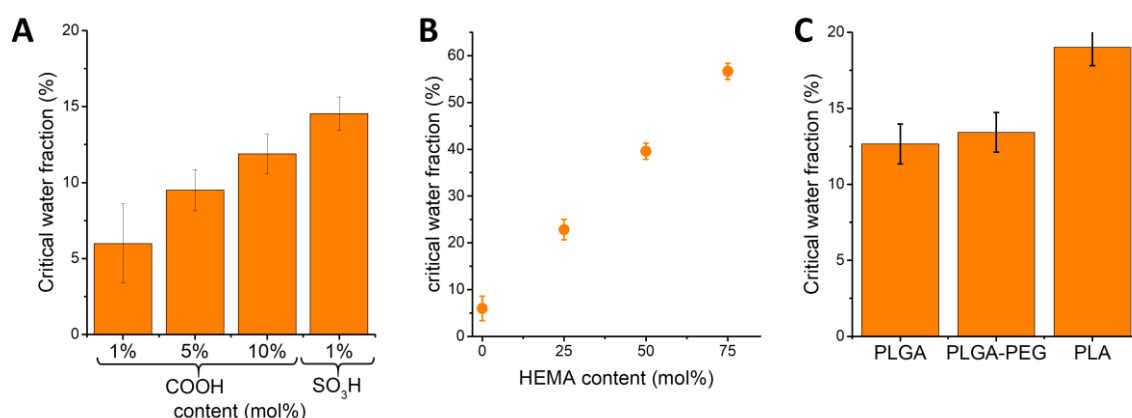 A
Critical water fraction (%)
20
15
10
5
0
1% 5% 10% 1%
COOH SO3H
content (mol%)
B
critical water fraction (%)
60
50
40
30
20
10
0
0 25 50 75
HEMA content (mol%)
C
Critical water fraction (%)
20
15
10
5
0
PLGA PLGA-PEG PLA